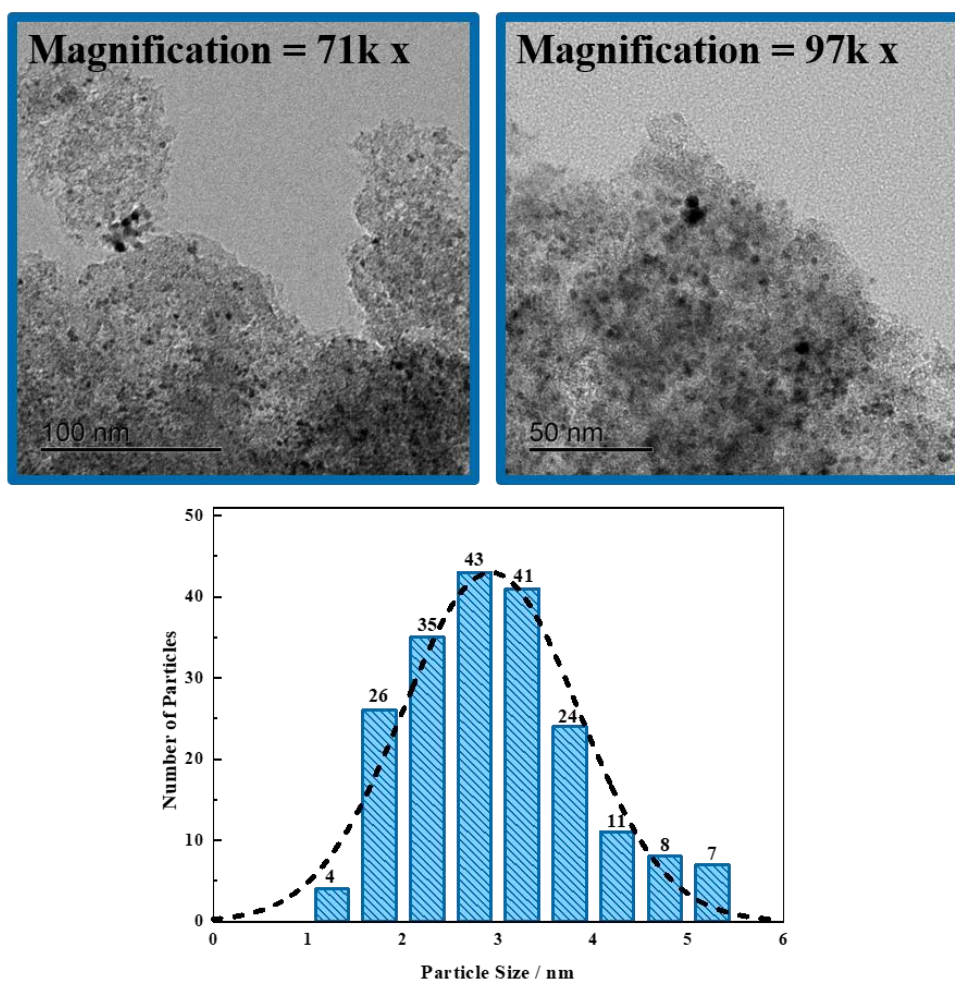 Magnification = 71k x
Magnification = 97k x
100 nm
50 nm
50
40
30
20
10
0
Number of Particles
4
26
35
43
41
24
11
8
7
0 1 2 3 4 5 6
Particle Size / nm